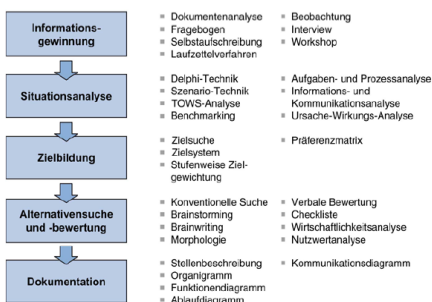 Informations-
gewinnung
Dokumentenanalyse
Fragebogen
Selbstaufschreibung
Laufzettelverfahren
Beobachtung
Interview
Workshop
Situationsanalyse
Delphi-Technik
Szenario-Technik
TOWS-Analyse
Benchmarking
Aufgaben- und Prozessanalyse
Informations- und
Kommunikationsanalyse
Ursache-Wirkungs-Analyse
Zielbildung
Zielsuche
Zielsystem
Stufenweise Ziel-
gewichtung
Präferenzmatrix
Alternativensuche
und -bewertung
Konventionelle Suche
Brainstorming
Brainwriting
Morphologie
Verbale Bewertung
Checkliste
Wirtschaftlichkeitsanalyse
Nutzwertanalyse
Dokumentation
Stellenbeschreibung
Organigramm
Funktionendiagramm
Ablaufdiagramm
Kommunikationsdiagramm